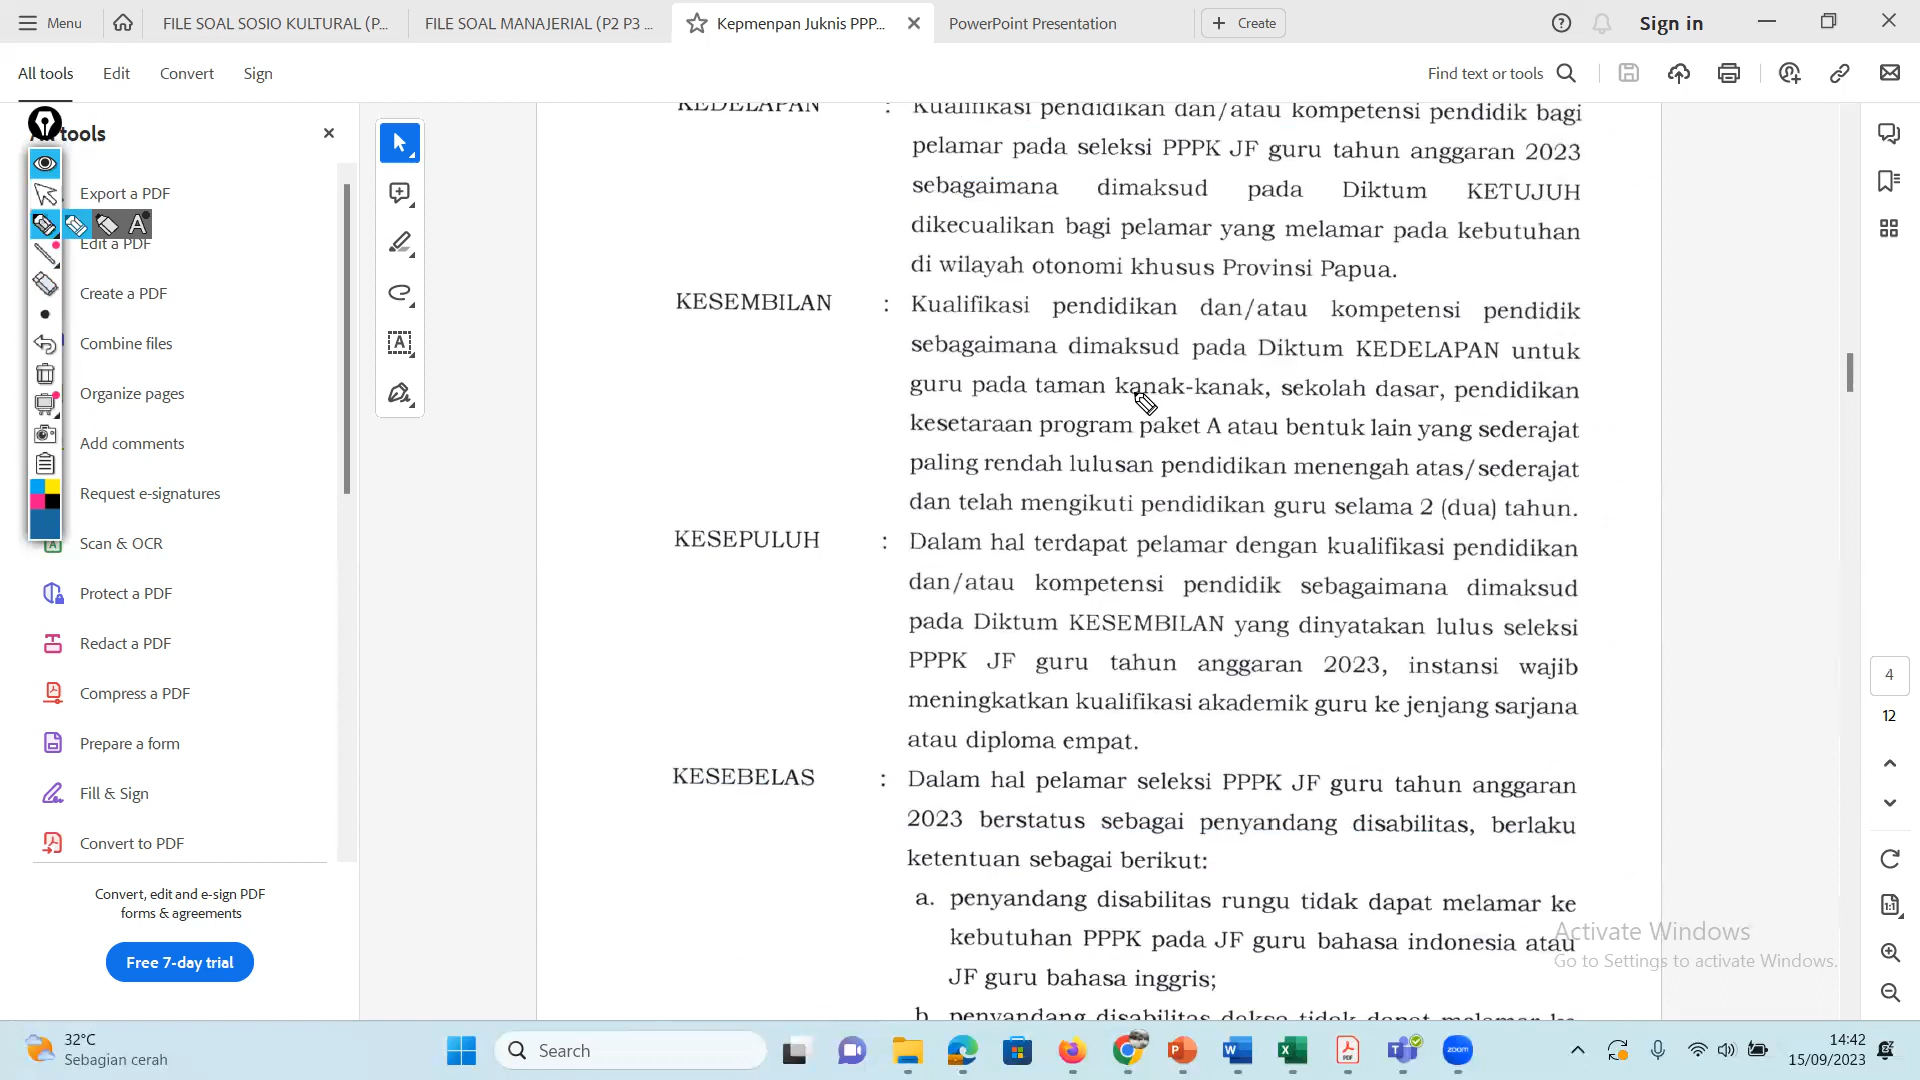 Menu
FILE SOAL SOSIO KULTURAL (P...
FILE SOAL MANAJERIAL (P2 P3 ...
Kepmenpan Juknis PPP...
PowerPoint Presentation
Create
Sign in
All tools
Edit
Convert
Sign
Find text or tools
tools
Export a PDF
Edit a PDF
Create a PDF
Combine files
Organize pages
Add comments
Request e-signatures
Scan & OCR
Protect a PDF
Redact a PDF
Compress a PDF
Prepare a form
Fill & Sign
Convert to PDF
Convert, edit and e-sign PDF
forms & agreements
Free 7-day trial
KEDELAPAN : Kualifikasi pendidikan dan/atau kompetensi pendidik bagi
pelamar pada seleksi PPPK JF guru tahun anggaran 2023
sebagaimana dimaksud pada Diktum KETUJUH
dikecualikan bagi pelamar yang melamar pada kebutuhan
di wilayah otonomi khusus Provinsi Papua.
KESEMBILAN : Kualifikasi pendidikan dan/atau kompetensi pendidik
sebagaimana dimaksud pada Diktum KEDELAPAN untuk
guru pada taman kanak-kanak, sekolah dasar, pendidikan
kesetaraan program paket A atau bentuk lain yang sederajat
paling rendah lulusan pendidikan menengah atas/sederajat
dan telah mengikuti pendidikan guru selama 2 (dua) tahun.
KESEPULUH : Dalam hal terdapat pelamar dengan kualifikasi pendidikan
dan/atau kompetensi pendidik sebagaimana dimaksud
pada Diktum KESEMBILAN yang dinyatakan lulus seleksi
PPPK JF guru tahun anggaran 2023, instansi wajib
meningkatkan kualifikasi akademik guru ke jenjang sarjana
atau diploma empat.
KESEBELAS : Dalam hal pelamar seleksi PPPK JF guru tahun anggaran
2023 berstatus sebagai penyandang disabilitas, berlaku
ketentuan sebagai berikut:
a. penyandang disabilitas rungu tidak dapat melamar ke
kebutuhan PPPK pada JF guru bahasa indonesia atau
JF guru bahasa inggris;
b. penyandang disabilitas daksa tidak dapat melamar ke
4
12
Activate Windows
Go to Settings to activate Windows.
32°C
Sebagian cerah
Search
14:42
15/09/2023